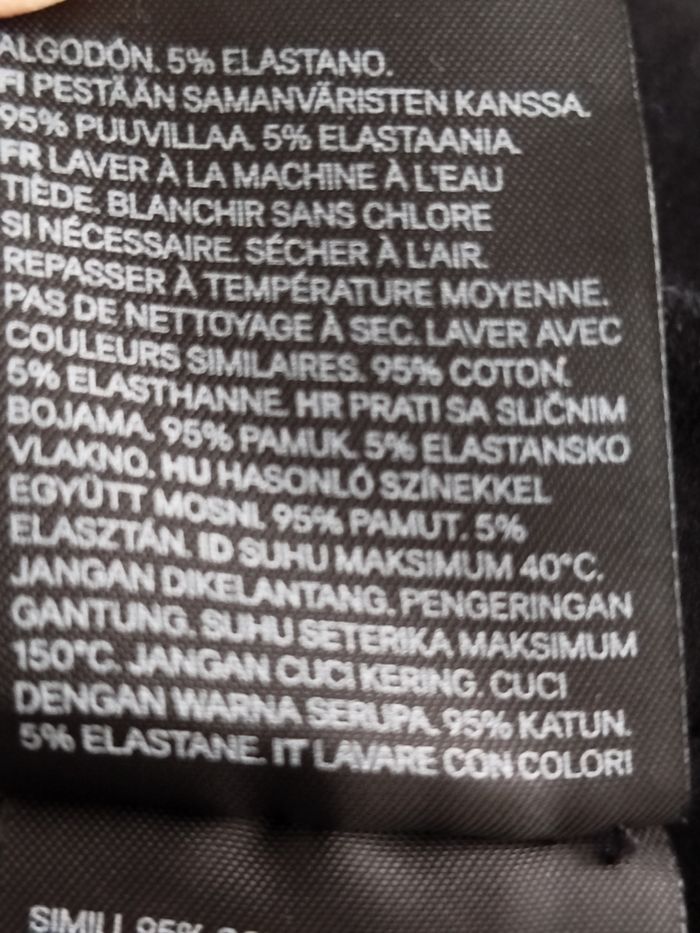 ALGODÓN. 5% ELASTANO.
FI PESTÄÄN SAMANVÄRISTEN KANSSA.
95% PUUVILLAA. 5% ELASTAANIA.
FR LAVER À LA MACHINE À L'EAU
TIÈDE. BLANCHIR SANS CHLORE
SI NÉCESSAIRE. SÉCHER À L'AIR.
REPASSER À TEMPÉRATURE MOYENNE.
PAS DE NETTOYAGE À SEC. LAVER AVEC
COULEURS SIMILAIRES. 95% COTON.
5% ELASTHANNE. HR PRATI SA SLIČNIM
BOJAMA. 95% PAMUK. 5% ELASTANSKO
VLAKNO. HU HASONLÓ SZÍNEKKEL
EGYÜTT MOSNI. 95% PAMUT. 5%
ELASZTÁN. ID SUHU MAKSIMUM 40°C.
JANGAN DIKELANTANG. PENGERINGAN
GANTUNG. SUHU SETERIKA MAKSIMUM
150°C. JANGAN CUCI KERING. CUCI
DENGAN WARNA SERUPA. 95% KATUN.
5% ELASTANE. IT LAVARE CON COLORI
SIMILI. 95%